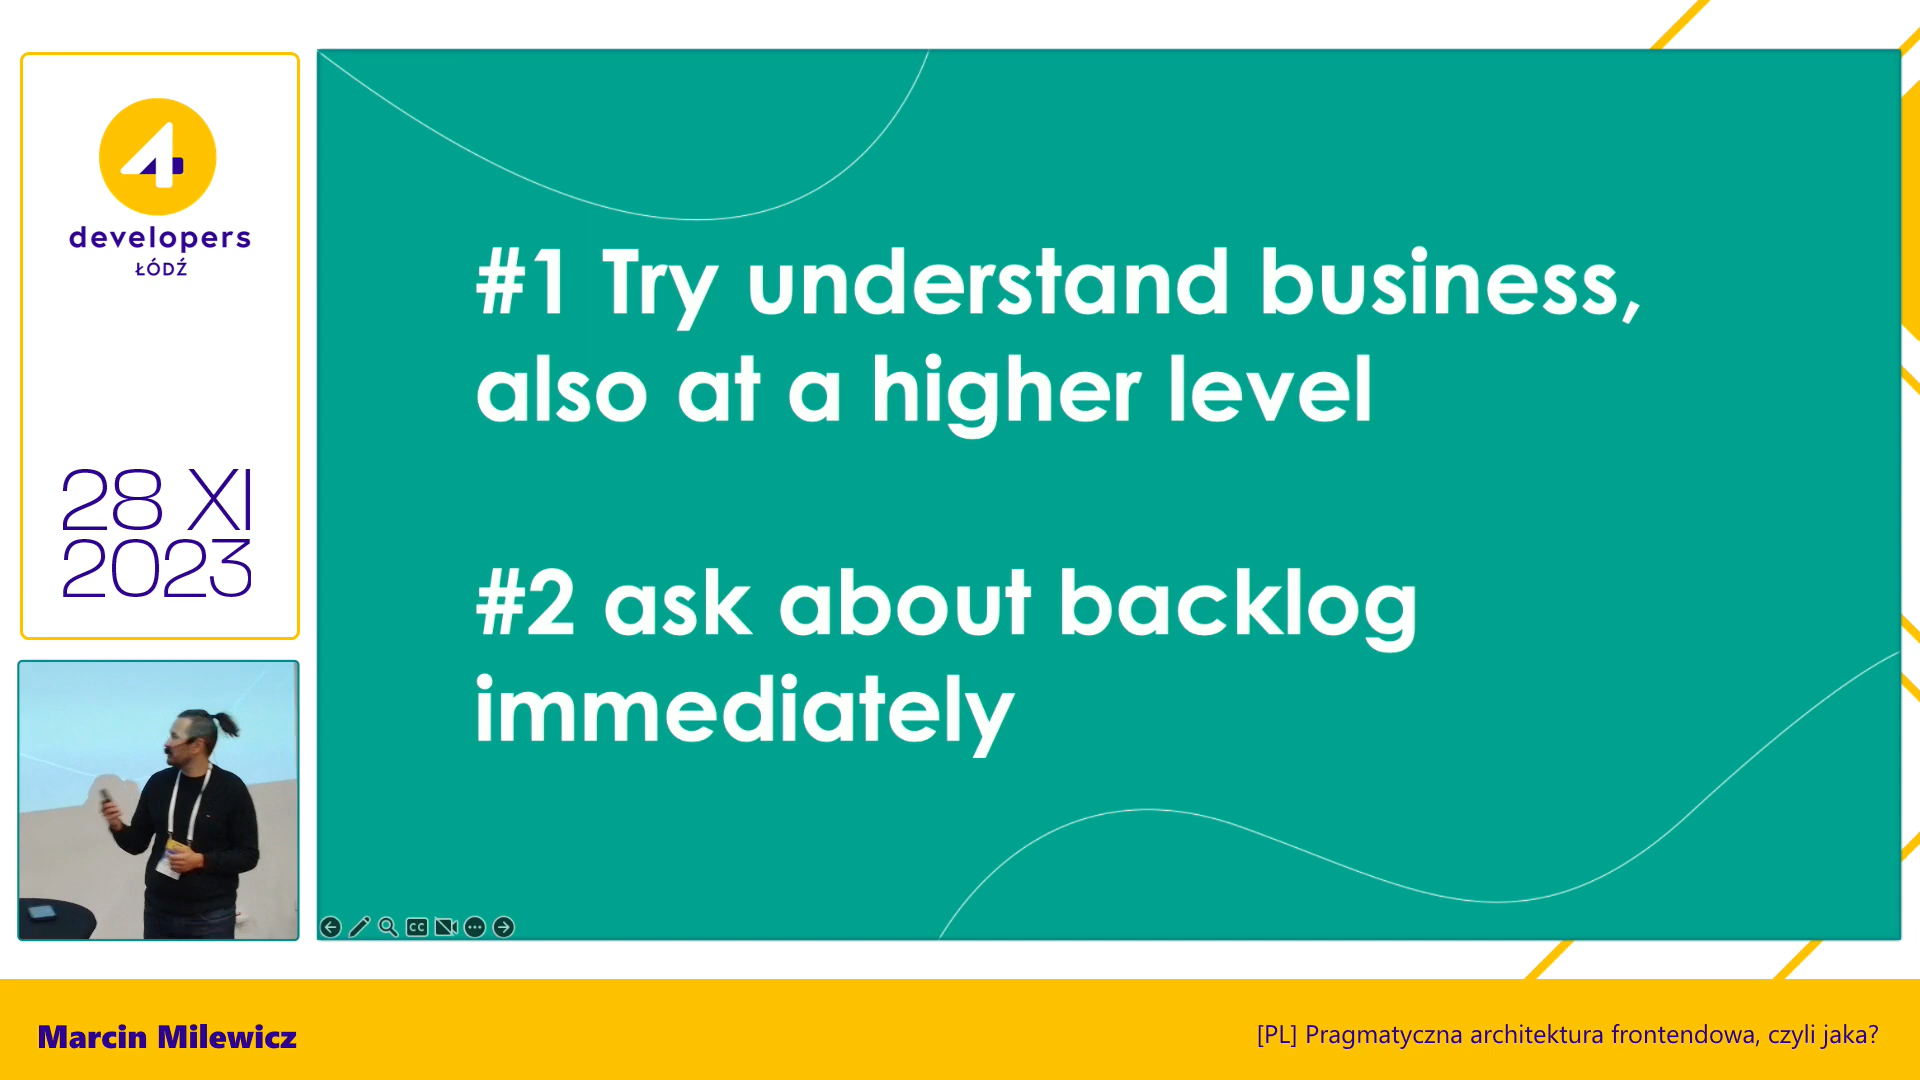 4
developers
ŁÓDŹ
28 XI
2023
#1 Try understand business,
also at a higher level
#2 ask about backlog
immediately
CC
Marcin Milewicz
[PL] Pragmatyczna architektura frontendowa, czyli jaka?